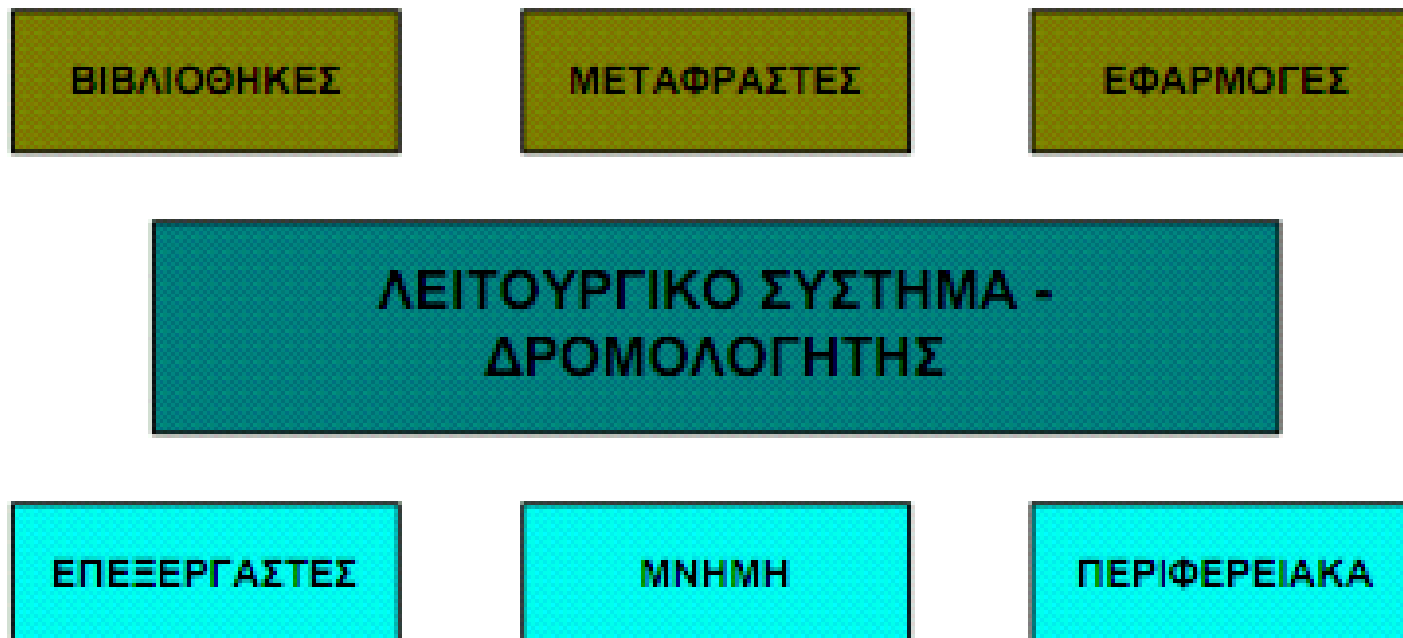 ΒΙΒΛΙΟΘΗΚΕΣ
ΜΕΤΑΦΡΑΣΤΕΣ
ΕΦΑΡΜΟΓΕΣ
ΛΕΙΤΟΥΡΓΙΚΟ ΣΥΣΤΗΜΑ -
ΔΡΟΜΟΛΟΓΗΤΗΣ
ΕΠΕΞΕΡΓΑΣΤΕΣ
ΜΝΗΜΗ
ΠΕΡΙΦΕΡΕΙΑΚΑ